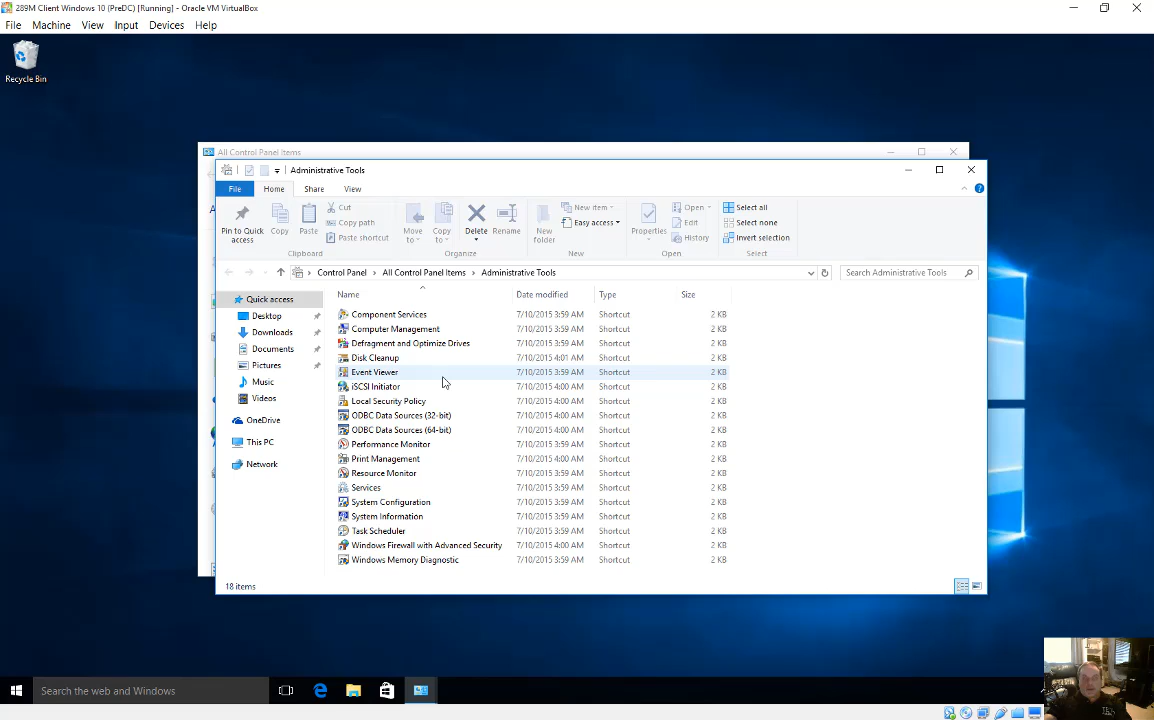 289M Client Windows 10 (PreDC) [Running] - Oracle VM VirtualBox
File Machine View Input Devices Help
Recycle Bin
All Control Panel Items
Administrative Tools
File Home Share View
Pin to Quick access
Copy
Paste
Cut
Copy path
Paste shortcut
Clipboard
Move to
Copy to
Delete
Rename
Organize
New folder
New item
Easy access
New
Properties
Open
Edit
History
Open
Select all
Select none
Invert selection
Select
Control Panel > All Control Panel Items > Administrative Tools
Search Administrative Tools
Quick access
Desktop
Downloads
Documents
Pictures
Music
Videos
OneDrive
This PC
Network
Name Date modified Type Size
Component Services 7/10/2015 3:59 AM Shortcut 2 KB
Computer Management 7/10/2015 3:59 AM Shortcut 2 KB
Defragment and Optimize Drives 7/10/2015 3:59 AM Shortcut 2 KB
Disk Cleanup 7/10/2015 4:01 AM Shortcut 2 KB
Event Viewer 7/10/2015 3:59 AM Shortcut 2 KB
iSCSI Initiator 7/10/2015 4:00 AM Shortcut 2 KB
Local Security Policy 7/10/2015 4:00 AM Shortcut 2 KB
ODBC Data Sources (32-bit) 7/10/2015 4:00 AM Shortcut 2 KB
ODBC Data Sources (64-bit) 7/10/2015 4:00 AM Shortcut 2 KB
Performance Monitor 7/10/2015 3:59 AM Shortcut 2 KB
Print Management 7/10/2015 4:00 AM Shortcut 2 KB
Resource Monitor 7/10/2015 3:59 AM Shortcut 2 KB
Services 7/10/2015 3:59 AM Shortcut 2 KB
System Configuration 7/10/2015 3:59 AM Shortcut 2 KB
System Information 7/10/2015 3:59 AM Shortcut 2 KB
Task Scheduler 7/10/2015 3:59 AM Shortcut 2 KB
Windows Firewall with Advanced Security 7/10/2015 4:00 AM Shortcut 2 KB
Windows Memory Diagnostic 7/10/2015 3:59 AM Shortcut 2 KB
18 items
Search the web and Windows